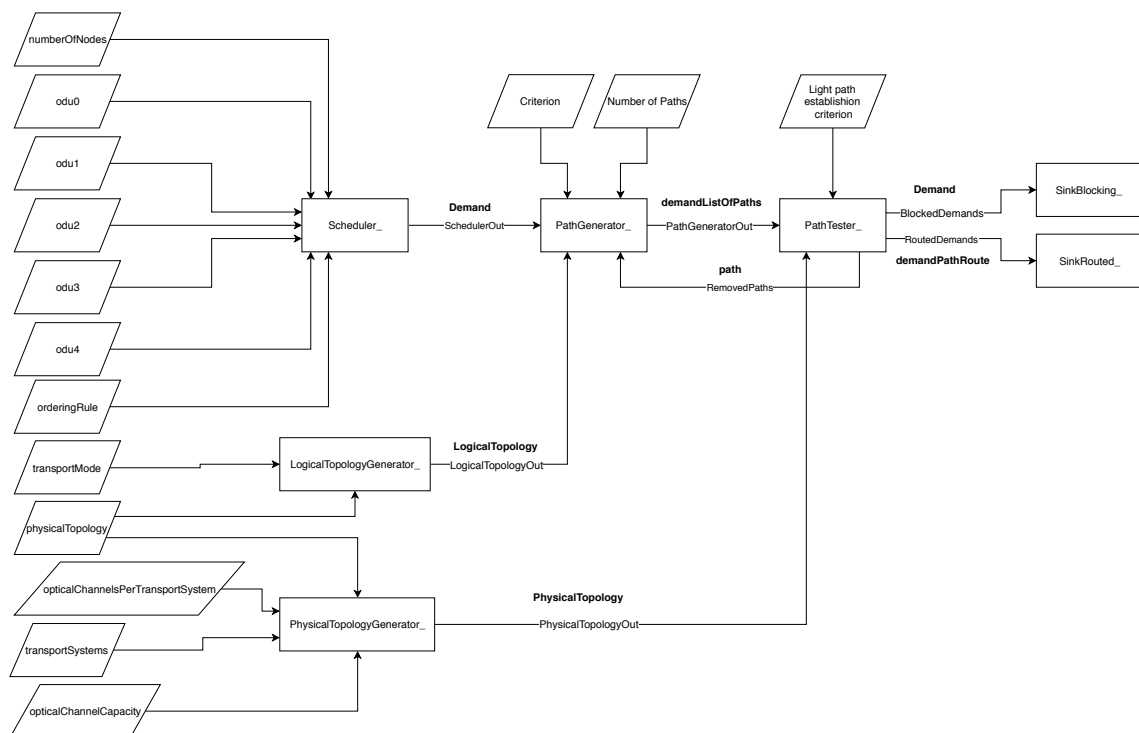 numberOfNodes
odu0
odu1
odu2
odu3
odu4
orderingRule
transportMode
physicalTopology
opticalChannelsPerTransportSystem
transportSystems
opticalChannelCapacity
Scheduler_
Demand
SchedulerOut
Criterion
Number of Paths
PathGenerator_
demandListOfPaths
PathGeneratorOut
Light path
establishion
criterion
PathTester_
Demand
BlockedDemands
RoutedDemands
demandPathRoute
SinkBlocking_
SinkRouted_
path
RemovedPaths
LogicalTopologyGenerator_
LogicalTopology
LogicalTopologyOut
PhysicalTopologyGenerator_
PhysicalTopology
PhysicalTopologyOut